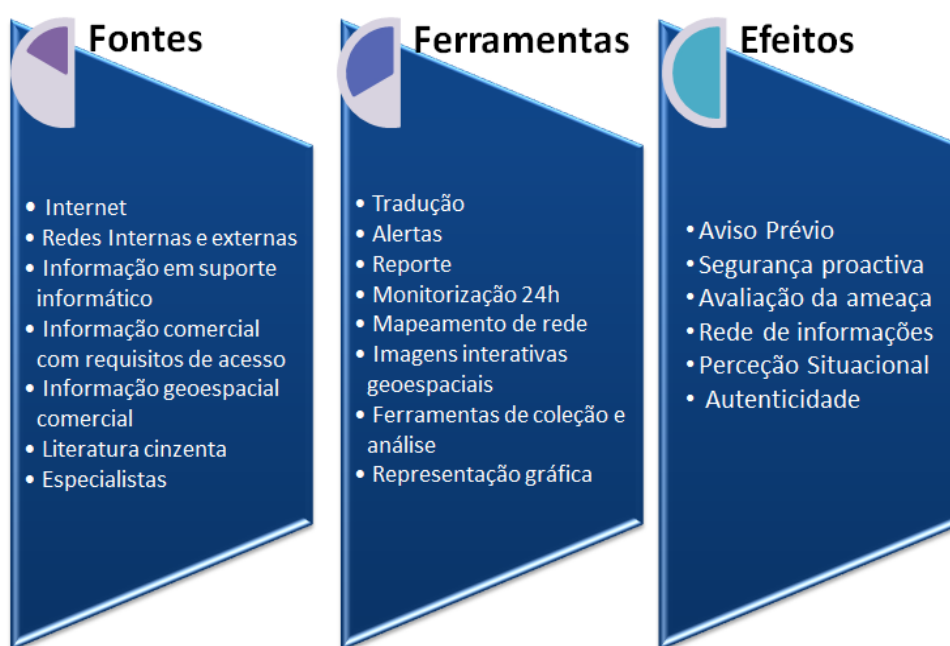 Fontes
• Internet
• Redes Internas e externas
• Informação em suporte
informático
• Informação comercial
com requisitos de acesso
• Informação geoespacial
comercial
• Literatura cinzenta
• Especialistas
Ferramentas
• Tradução
• Alertas
• Reporte
• Monitorização 24h
• Mapeamento de rede
• Imagens interativas
geoespaciais
• Ferramentas de coleção e
análise
• Representação gráfica
Efeitos
• Aviso Prévio
• Segurança proactiva
• Avaliação da ameaça
• Rede de informações
• Perceção Situacional
• Autenticidade